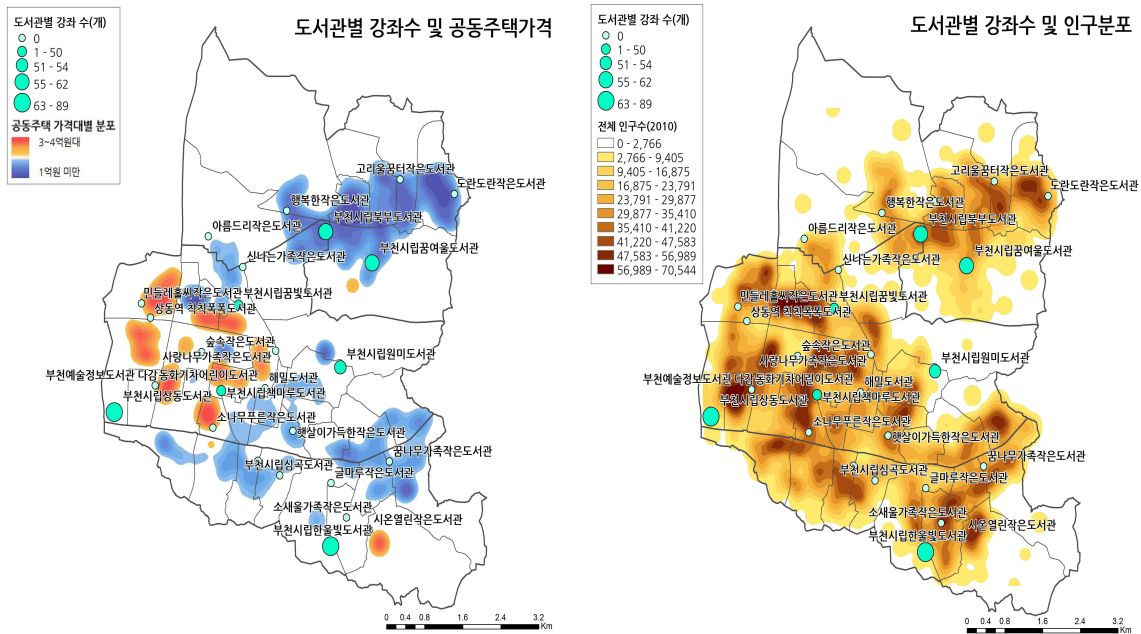 도서관별 강좌 수(개)
0
1 - 50
51 - 54
55 - 62
63 - 89
공동주택 가격대별 분포
3~4억원대
1억원 미만
도서관별 강좌수 및 공동주택가격
고리울꿈터작은도서관
도란도란작은도서관
행복한작은도서관
부천시립북부도서관
아름드리작은도서관
부천시립꿈여울도서관
신나는가족작은도서관
민들레홀씨작은도서관
부천시립꿈빛도서관
상동역 칙칙폭폭도서관
숲속작은도서관
사랑나무가족작은도서관
부천시립원미도서관
부천예술정보도서관 다감
동화기차어린이도서관
해밀도서관
부천시립상동도서관
부천시립책마루도서관
소나무푸른작은도서관
햇살이가득한작은도서관
꿈나무가족작은도서관
부천시립심곡도서관
글마루작은도서관
소새울가족작은도서관
시온열린작은도서관
부천시립한울빛도서관
0 0.4 0.8 1.6 2.4 3.2
Km
도서관별 강좌 수(개)
0
1 - 50
51 - 54
55 - 62
63 - 89
전체 인구수(2010)
0 - 2,766
2,766 - 9,405
9,405 - 16,875
16,875 - 23,791
23,791 - 29,877
29,877 - 35,410
35,410 - 41,220
41,220 - 47,583
47,583 - 56,989
56,989 - 70,544
도서관별 강좌수 및 인구분포
고리울꿈터작은도서관
도란도란작은도서관
행복한작은도서관
부천시립북부도서관
아름드리작은도서관
부천시립꿈여울도서관
신나는가족작은도서관
민들레홀씨작은도서관
부천시립꿈빛도서관
상동역 칙칙폭폭도서관
숲속작은도서관
사랑나무가족작은도서관
부천시립원미도서관
부천예술정보도서관 다감
동화기차어린이도서관
해밀도서관
부천시립상동도서관
부천시립책마루도서관
소나무푸른작은도서관
햇살이가득한작은도서관
꿈나무가족작은도서관
부천시립심곡도서관
글마루작은도서관
소새울가족작은도서관
시온열린작은도서관
부천시립한울빛도서관
0 0.4 0.8 1.6 2.4 3.2
Km